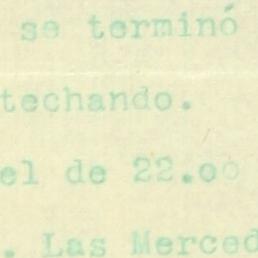 se terminó
techando.
el de 22.00
. Las Merced